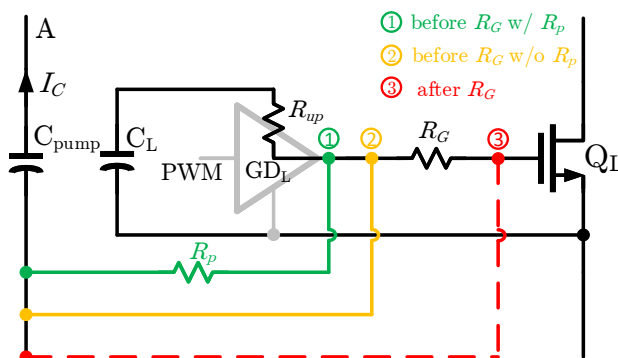 A
① before R_G w/ R_p
② before R_G w/o R_p
③ after R_G
I_C
C_pump
C_L
R_up
PWM
GD_L
①
②
R_G
③
Q_L
R_p